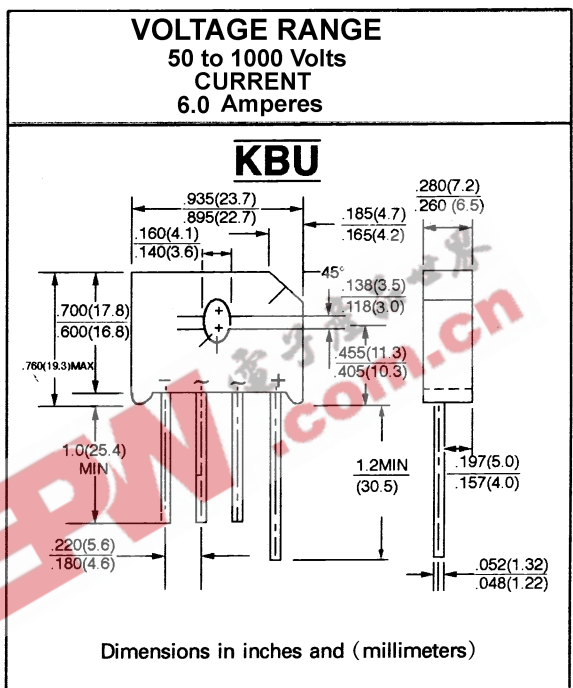 VOLTAGE RANGE
50 to 1000 Volts
CURRENT
6.0 Amperes
KBU
.935(23.7)
.895(22.7)
.280(7.2)
.260 (6.5)
.185(4.7)
.165(4.2)
.160(4.1)
.140(3.6)
45°
.138(3.5)
.118(3.0)
.700(17.8)
.600(16.8)
.760(19.3)MAX
.455(11.3)
.405(10.3)
− ~ ~ +
1.0(25.4)
MIN
1.2MIN
(30.5)
.197(5.0)
.157(4.0)
.220(5.6)
.180(4.6)
.052(1.32)
.048(1.22)
Dimensions in inches and (millimeters)
.com.cn